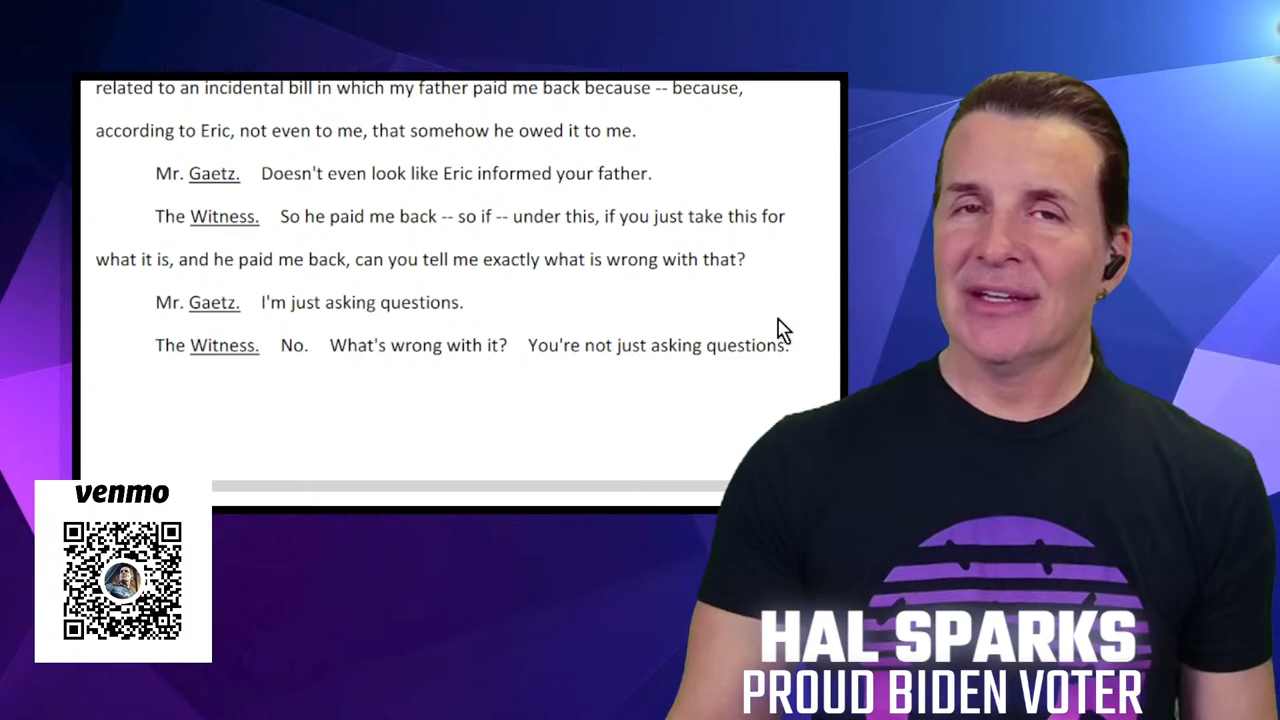 related to an incidental bill in which my father paid me back because -- because,
according to Eric, not even to me, that somehow he owed it to me.
Mr. Gaetz. Doesn't even look like Eric informed your father.
The Witness. So he paid me back -- so if -- under this, if you just take this for
what it is, and he paid me back, can you tell me exactly what is wrong with that?
Mr. Gaetz. I'm just asking questions.
The Witness. No. What's wrong with it? You're not just asking questions.
venmo
HAL SPARKS
PROUD BIDEN VOTER